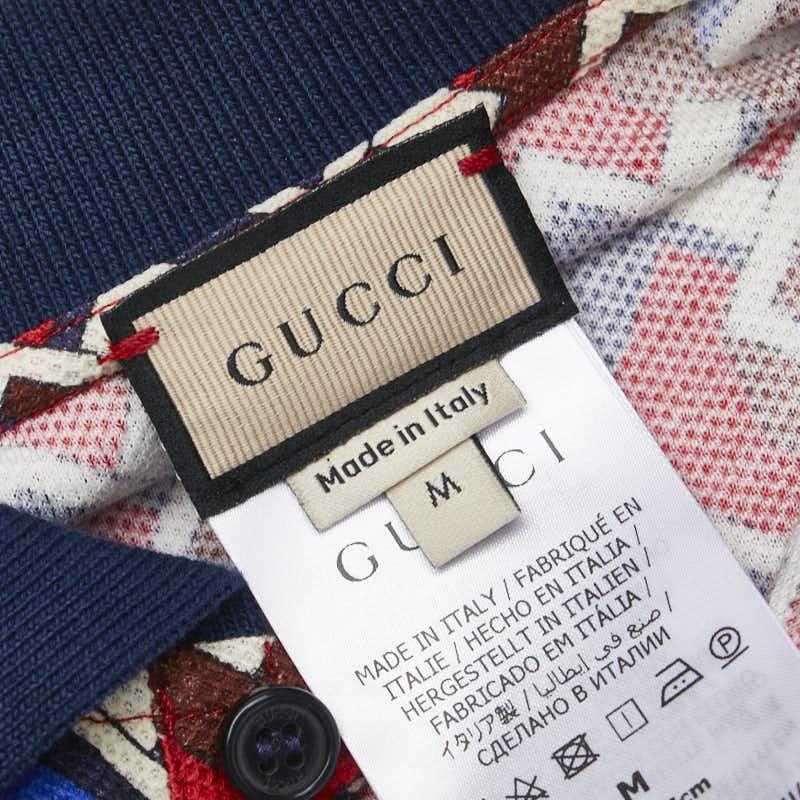 GUCCI
Made in Italy
M
GUCCI
MADE IN ITALY / FABRIQUÉ EN
ITALIE / HECHO EN ITALIA /
HERGESTELLT IN ITALIEN /
FABRICADO EM ITÁLIA /
イタリア製 / صنع في إيطاليا /
СДЕЛАНО В ИТАЛИИ
P
M